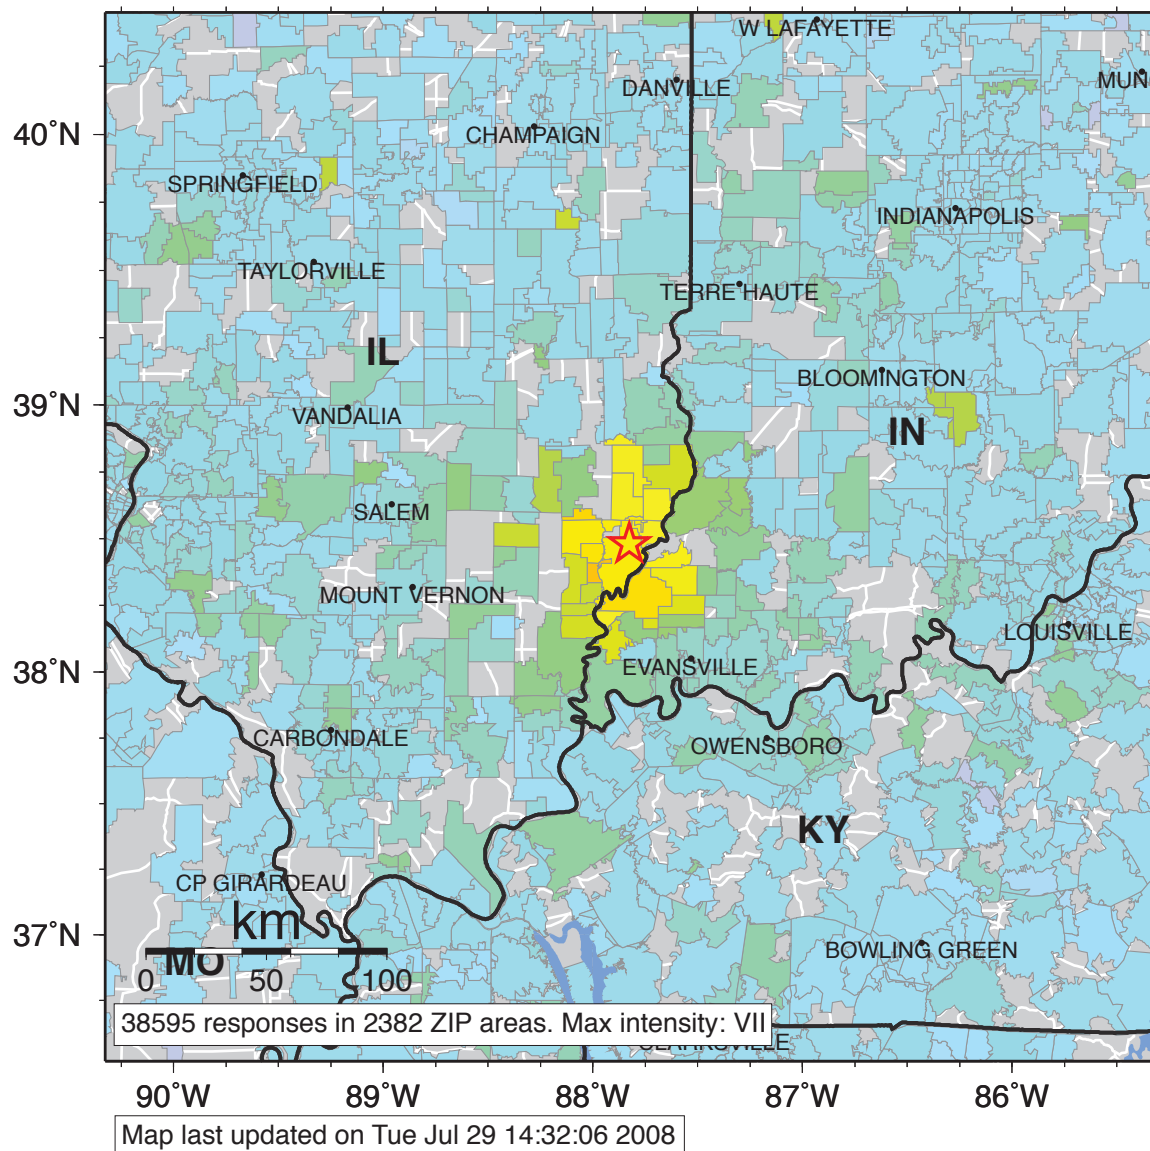 W LAFAYETTE
DANVILLE
MUN
40°N
CHAMPAIGN
SPRINGFIELD
INDIANAPOLIS
TAYLORVILLE
TERRE HAUTE
IL
BLOOMINGTON
39°N
VANDALIA
IN
SALEM
MOUNT VERNON
LOUISVILLE
38°N
EVANSVILLE
CARBONDALE
OWENSBORO
KY
CP GIRARDEAU
km
37°N
BOWLING GREEN
MO
0 50 100
38595 responses in 2382 ZIP areas. Max intensity: VII
90°W 89°W 88°W 87°W 86°W
Map last updated on Tue Jul 29 14:32:06 2008